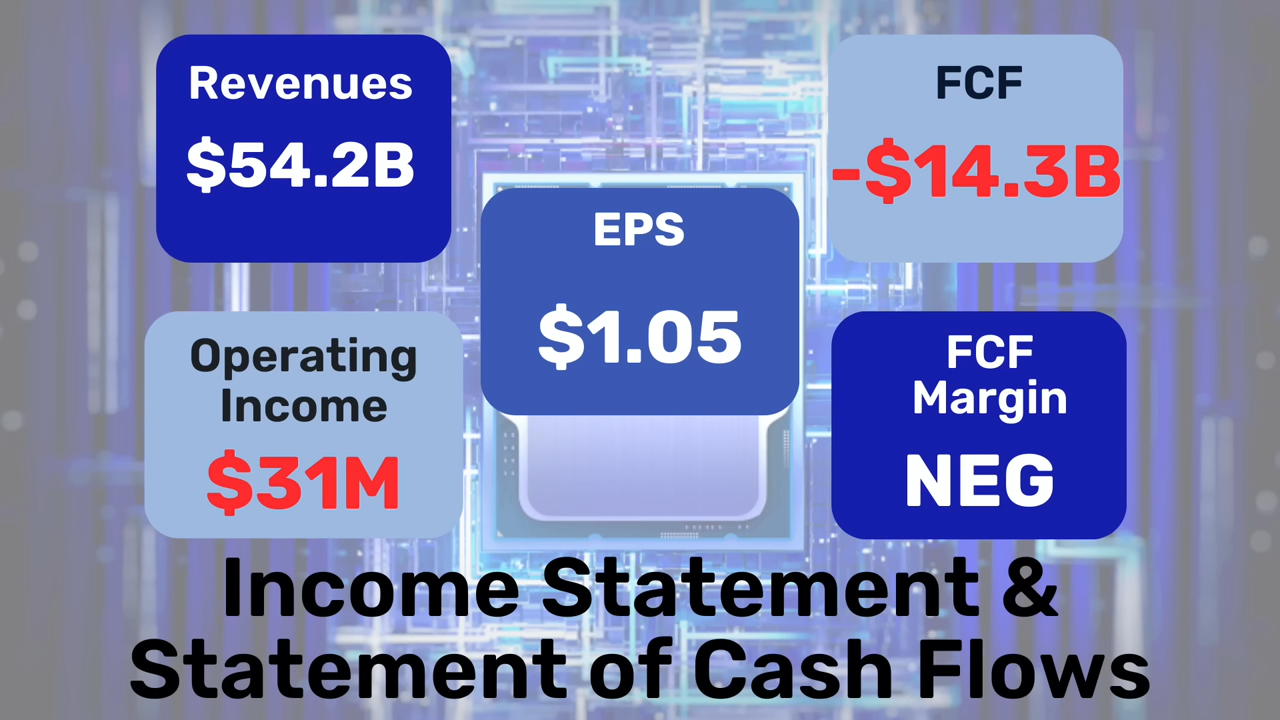 Revenues
$54.2B
FCF
-$14.3B
EPS
$1.05
Operating
Income
$31M
FCF
Margin
NEG
Income Statement &
Statement of Cash Flows